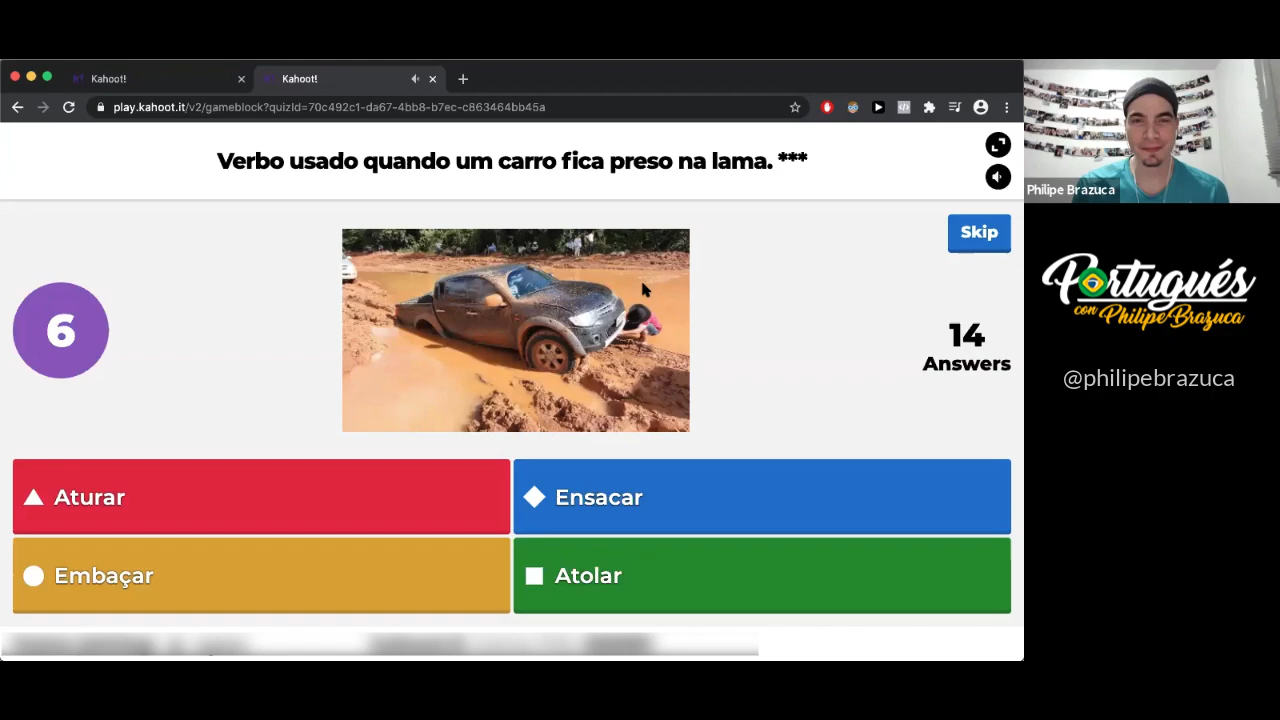 Kahoot!
Kahoot!
play.kahoot.it/v2/gameblock?quizId=70c492c1-da67-4bb8-b7ec-c863464bb45a
Verbo usado quando um carro fica preso na lama. ***
Skip
6
14
Answers
Aturar
Ensacar
Embaçar
Atolar
Philipe Brazuca
Portugués
con Philipe Brazuca
@philipebrazuca